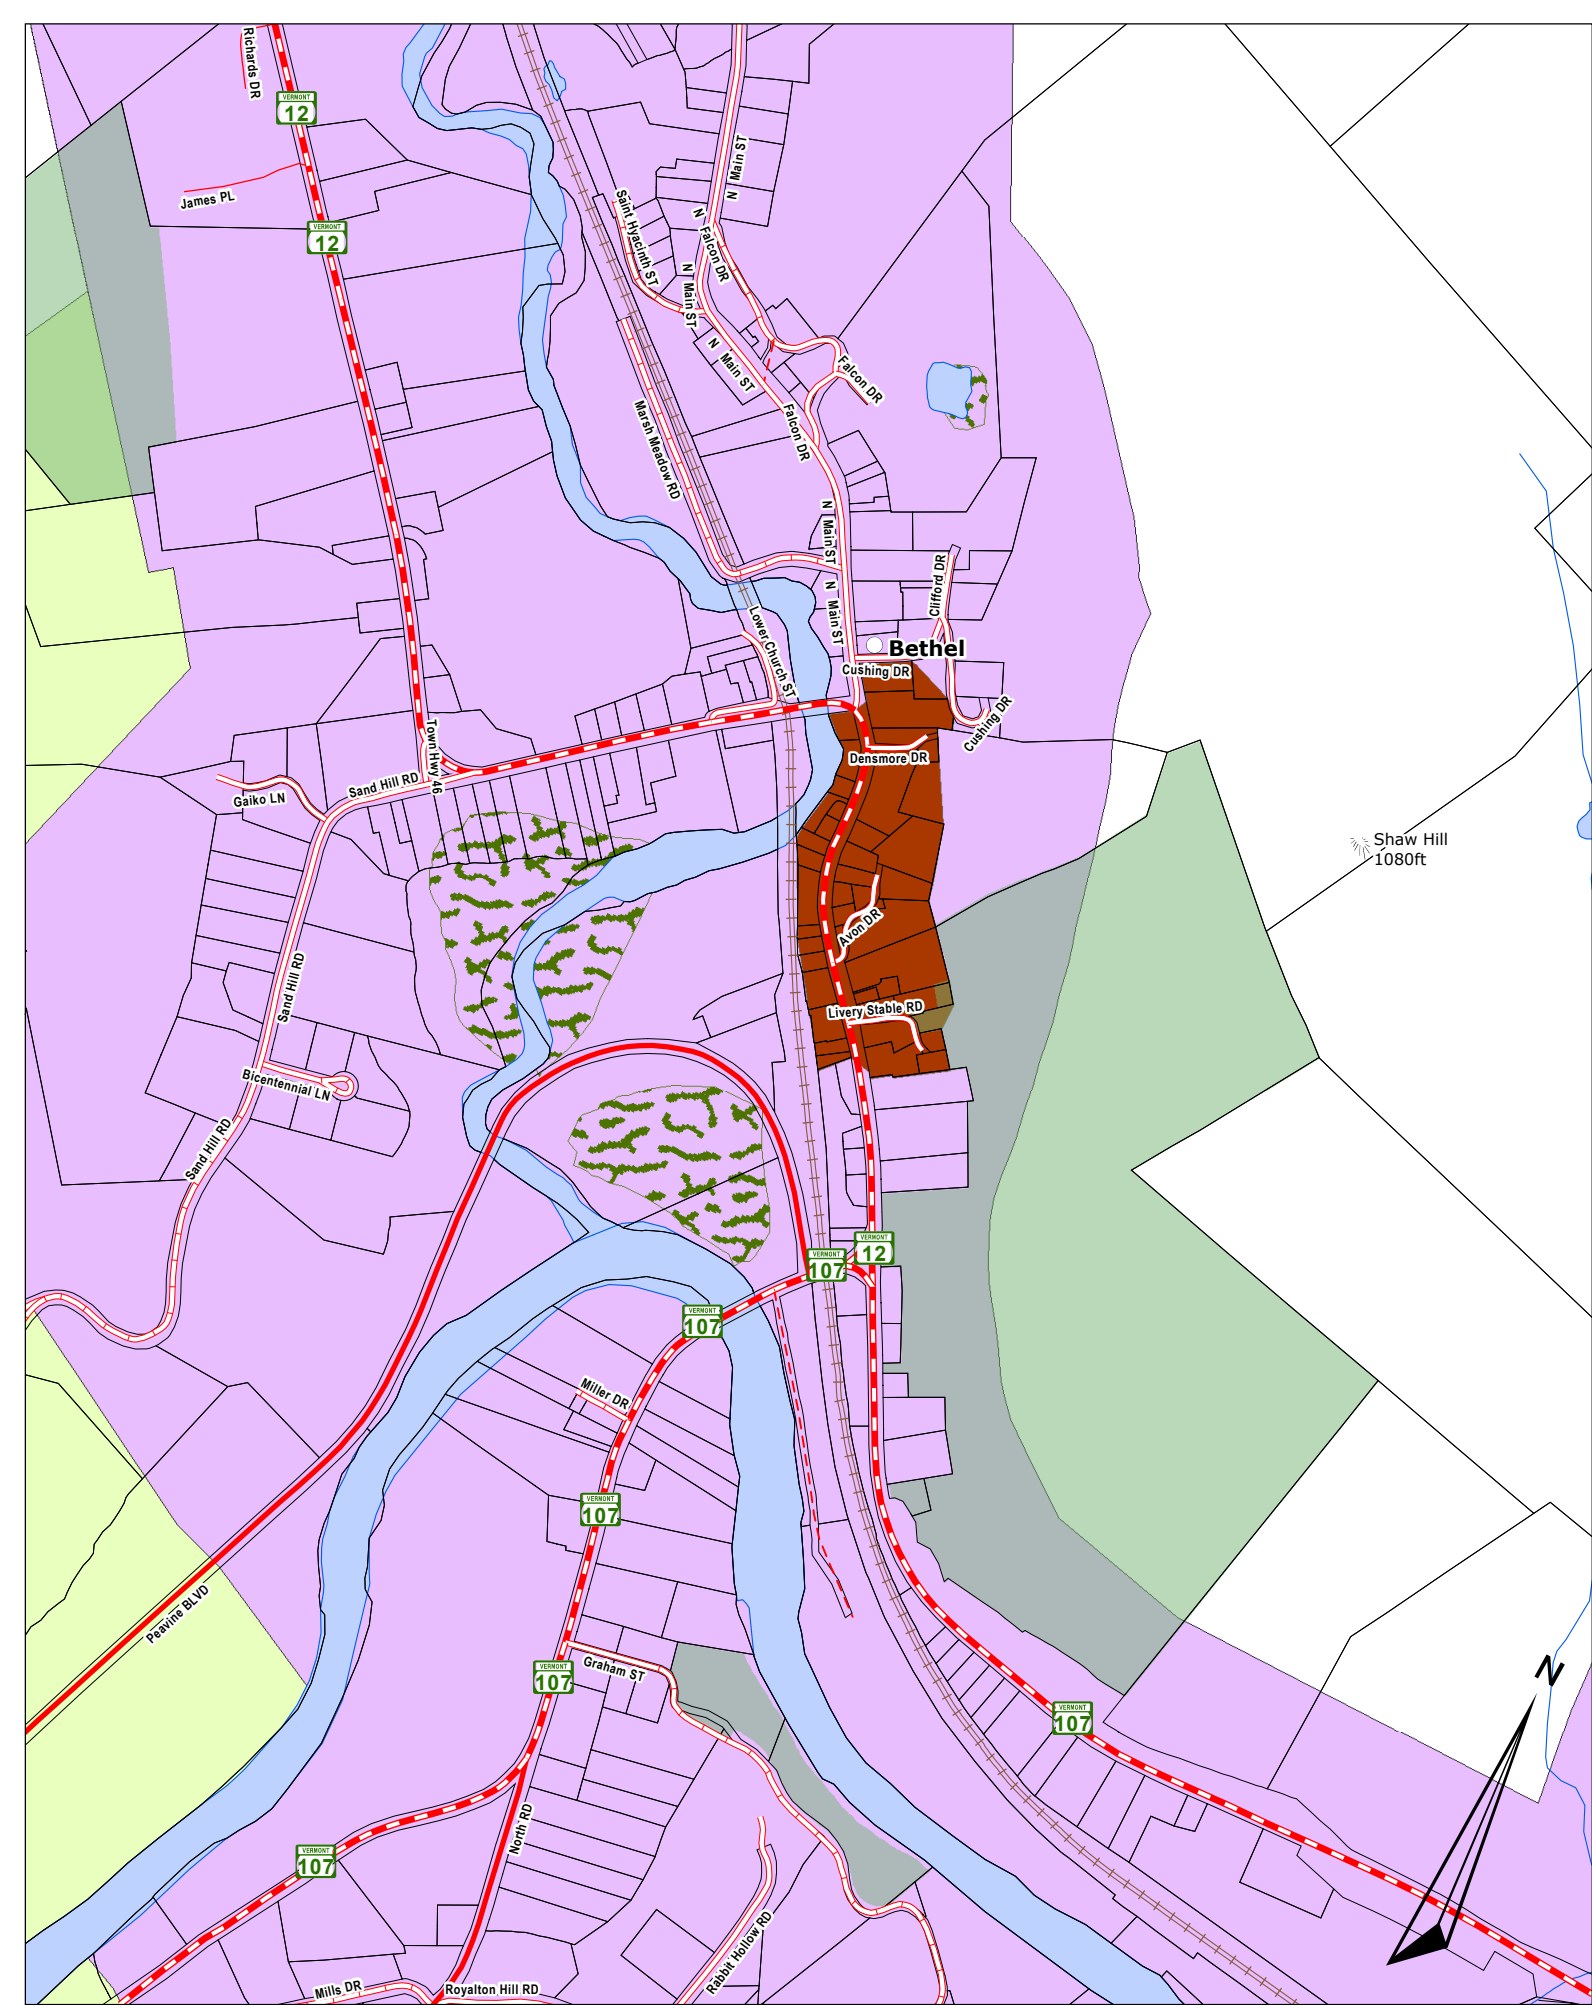 Richards DR
VERMONT
12
N Main ST
James PL
Saint Hyacinth ST
N Falcon DR
VERMONT
12
N Main ST
N Main ST
Falcon DR
Marsh Meadow RD
Falcon DR
N Main ST
Clifford DR
N Main ST
Lower Church ST
Bethel
Cushing DR
Cushing DR
Town Hwy 46
Densmore DR
Sand Hill RD
Gaiko LN
Shaw Hill
1080ft
Avon DR
Sand Hill RD
Livery Stable RD
Bicentennial LN
Sand Hill RD
VERMONT
12
VERMONT
107
VERMONT
107
Miller DR
VERMONT
107
Peavine BLVD
Graham ST
VERMONT
107
N
VERMONT
107
North RD
VERMONT
107
Rabbit Hollow RD
Mills DR
Royalton Hill RD